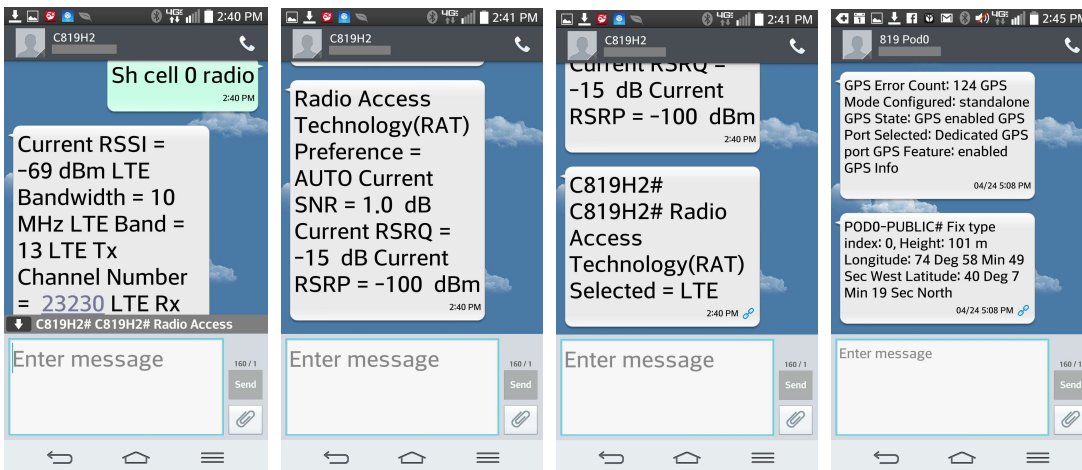 2:40 PM
C819H2
Sh cell 0 radio
2:40 PM
Current RSSI =
-69 dBm LTE
Bandwidth = 10
MHz LTE Band =
13 LTE Tx
Channel Number
= 23230 LTE Rx
C819H2# C819H2# Radio Access
Enter message
160 / 1
Send
2:41 PM
C819H2
Radio Access
Technology(RAT)
Preference =
AUTO Current
SNR = 1.0 dB
Current RSRQ =
-15 dB Current
RSRP = -100 dBm
2:40 PM
Enter message
160 / 1
Send
2:41 PM
C819H2
Current RSRQ =
-15 dB Current
RSRP = -100 dBm
2:40 PM
C819H2#
C819H2# Radio
Access
Technology(RAT)
Selected = LTE
2:40 PM
Enter message
160 / 1
Send
2:45 PM
819 Pod0
GPS Error Count: 124 GPS
Mode Configured: standalone
GPS State: GPS enabled GPS
Port Selected: Dedicated GPS
port GPS Feature: enabled
GPS Info
04/24 5:08 PM
POD0-PUBLIC# Fix type
index: 0, Height: 101 m
Longitude: 74 Deg 58 Min 49
Sec West Latitude: 40 Deg 7
Min 19 Sec North
04/24 5:08 PM
Enter message
160 / 1
Send